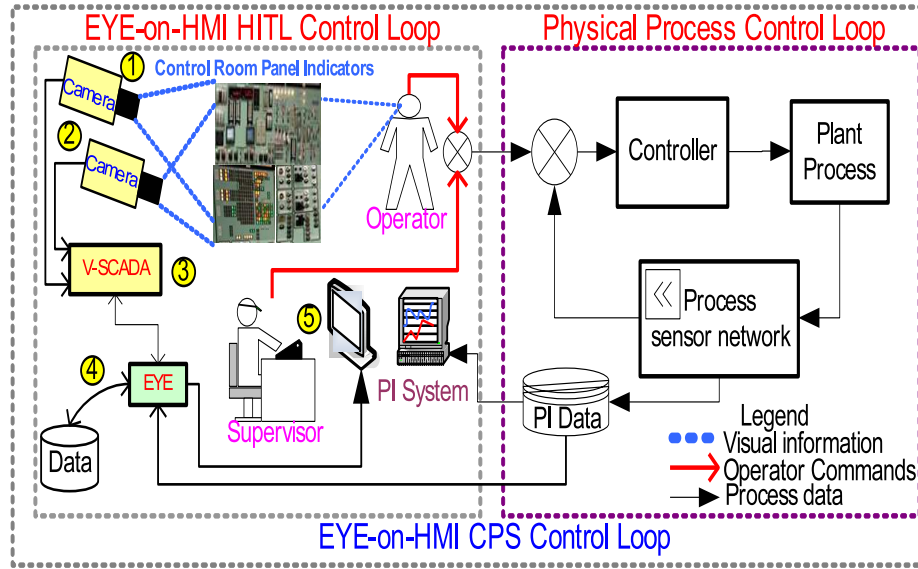 EYE-on-HMI HITL Control Loop
Physical Process Control Loop
1
Control Room Panel Indicators
Camera
2
Camera
Operator
Controller
Plant
Process
V-SCADA
3
<<
Process
sensor network
5
4
EYE
PI System
PI Data
Data
Supervisor
Legend
Visual information
Operator Commands
Process data
EYE-on-HMI CPS Control Loop